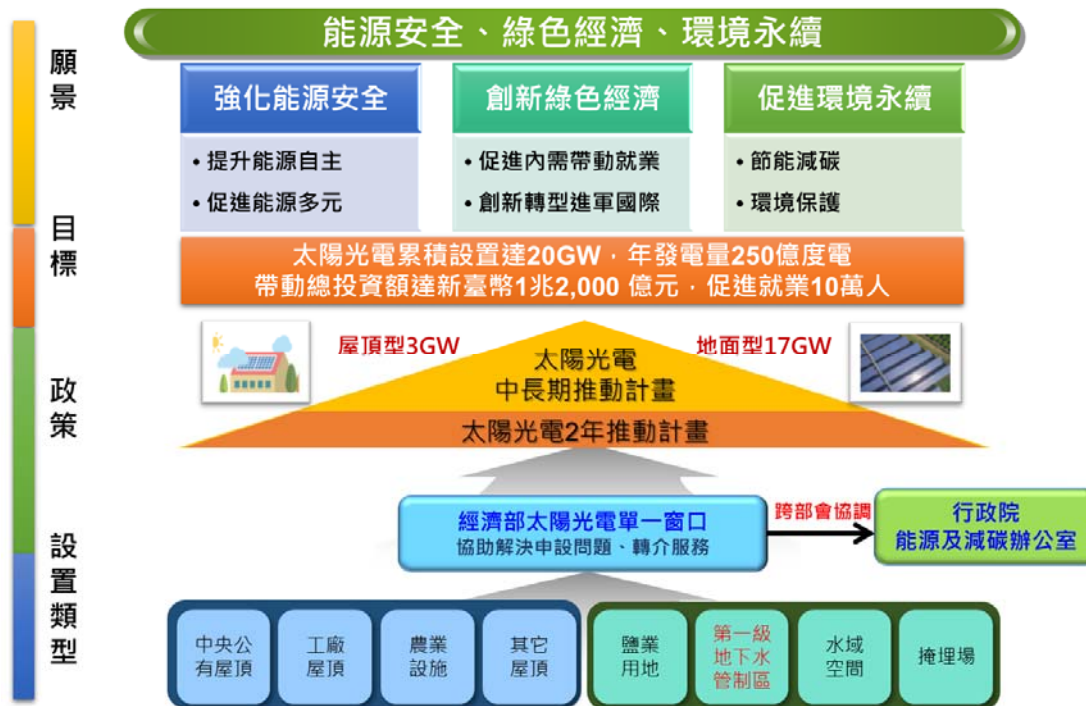 能源安全、綠色經濟、環境永續
願景
強化能源安全
• 提升能源自主
• 促進能源多元
創新綠色經濟
• 促進內需帶動就業
• 創新轉型進軍國際
促進環境永續
• 節能減碳
• 環境保護
目標
太陽光電累積設置達20GW，年發電量250億度電
帶動總投資額達新臺幣1兆2,000 億元，促進就業10萬人
屋頂型3GW
地面型17GW
政策
太陽光電
中長期推動計畫
太陽光電2年推動計畫
經濟部太陽光電單一窗口
協助解決申設問題、轉介服務
跨部會協調
行政院
能源及減碳辦公室
設置類型
中央公
有屋頂
工廠
屋頂
農業
設施
其它
屋頂
鹽業
用地
第一級
地下水
管制區
水域
空間
掩埋場